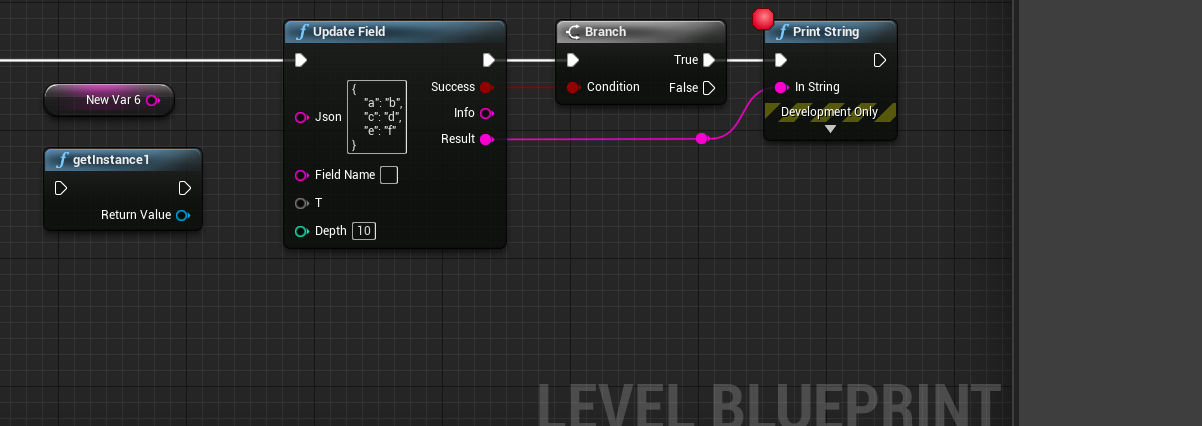 New Var 6
f getInstance1
Return Value
f Update Field
Success
Json
{
"a": "b",
"c": "d",
"e": "f"
}
Info
Result
Field Name
T
Depth 10
Branch
True
Condition
False
f Print String
In String
Development Only
LEVEL BLUEPRINT